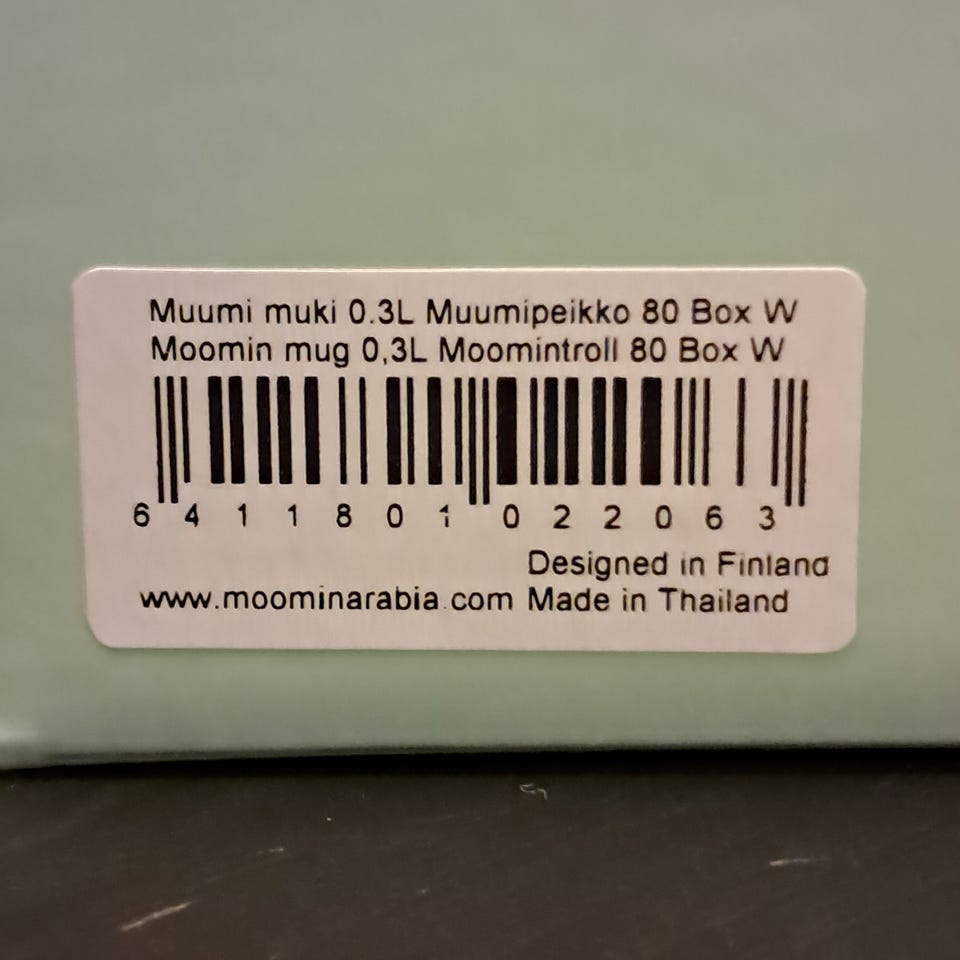 Muumi muki 0.3L Muumipeikko 80 Box W
Moomin mug 0,3L Moomintroll 80 Box W
6 411801 022063
Designed in Finland
www.moominarabia.com Made in Thailand